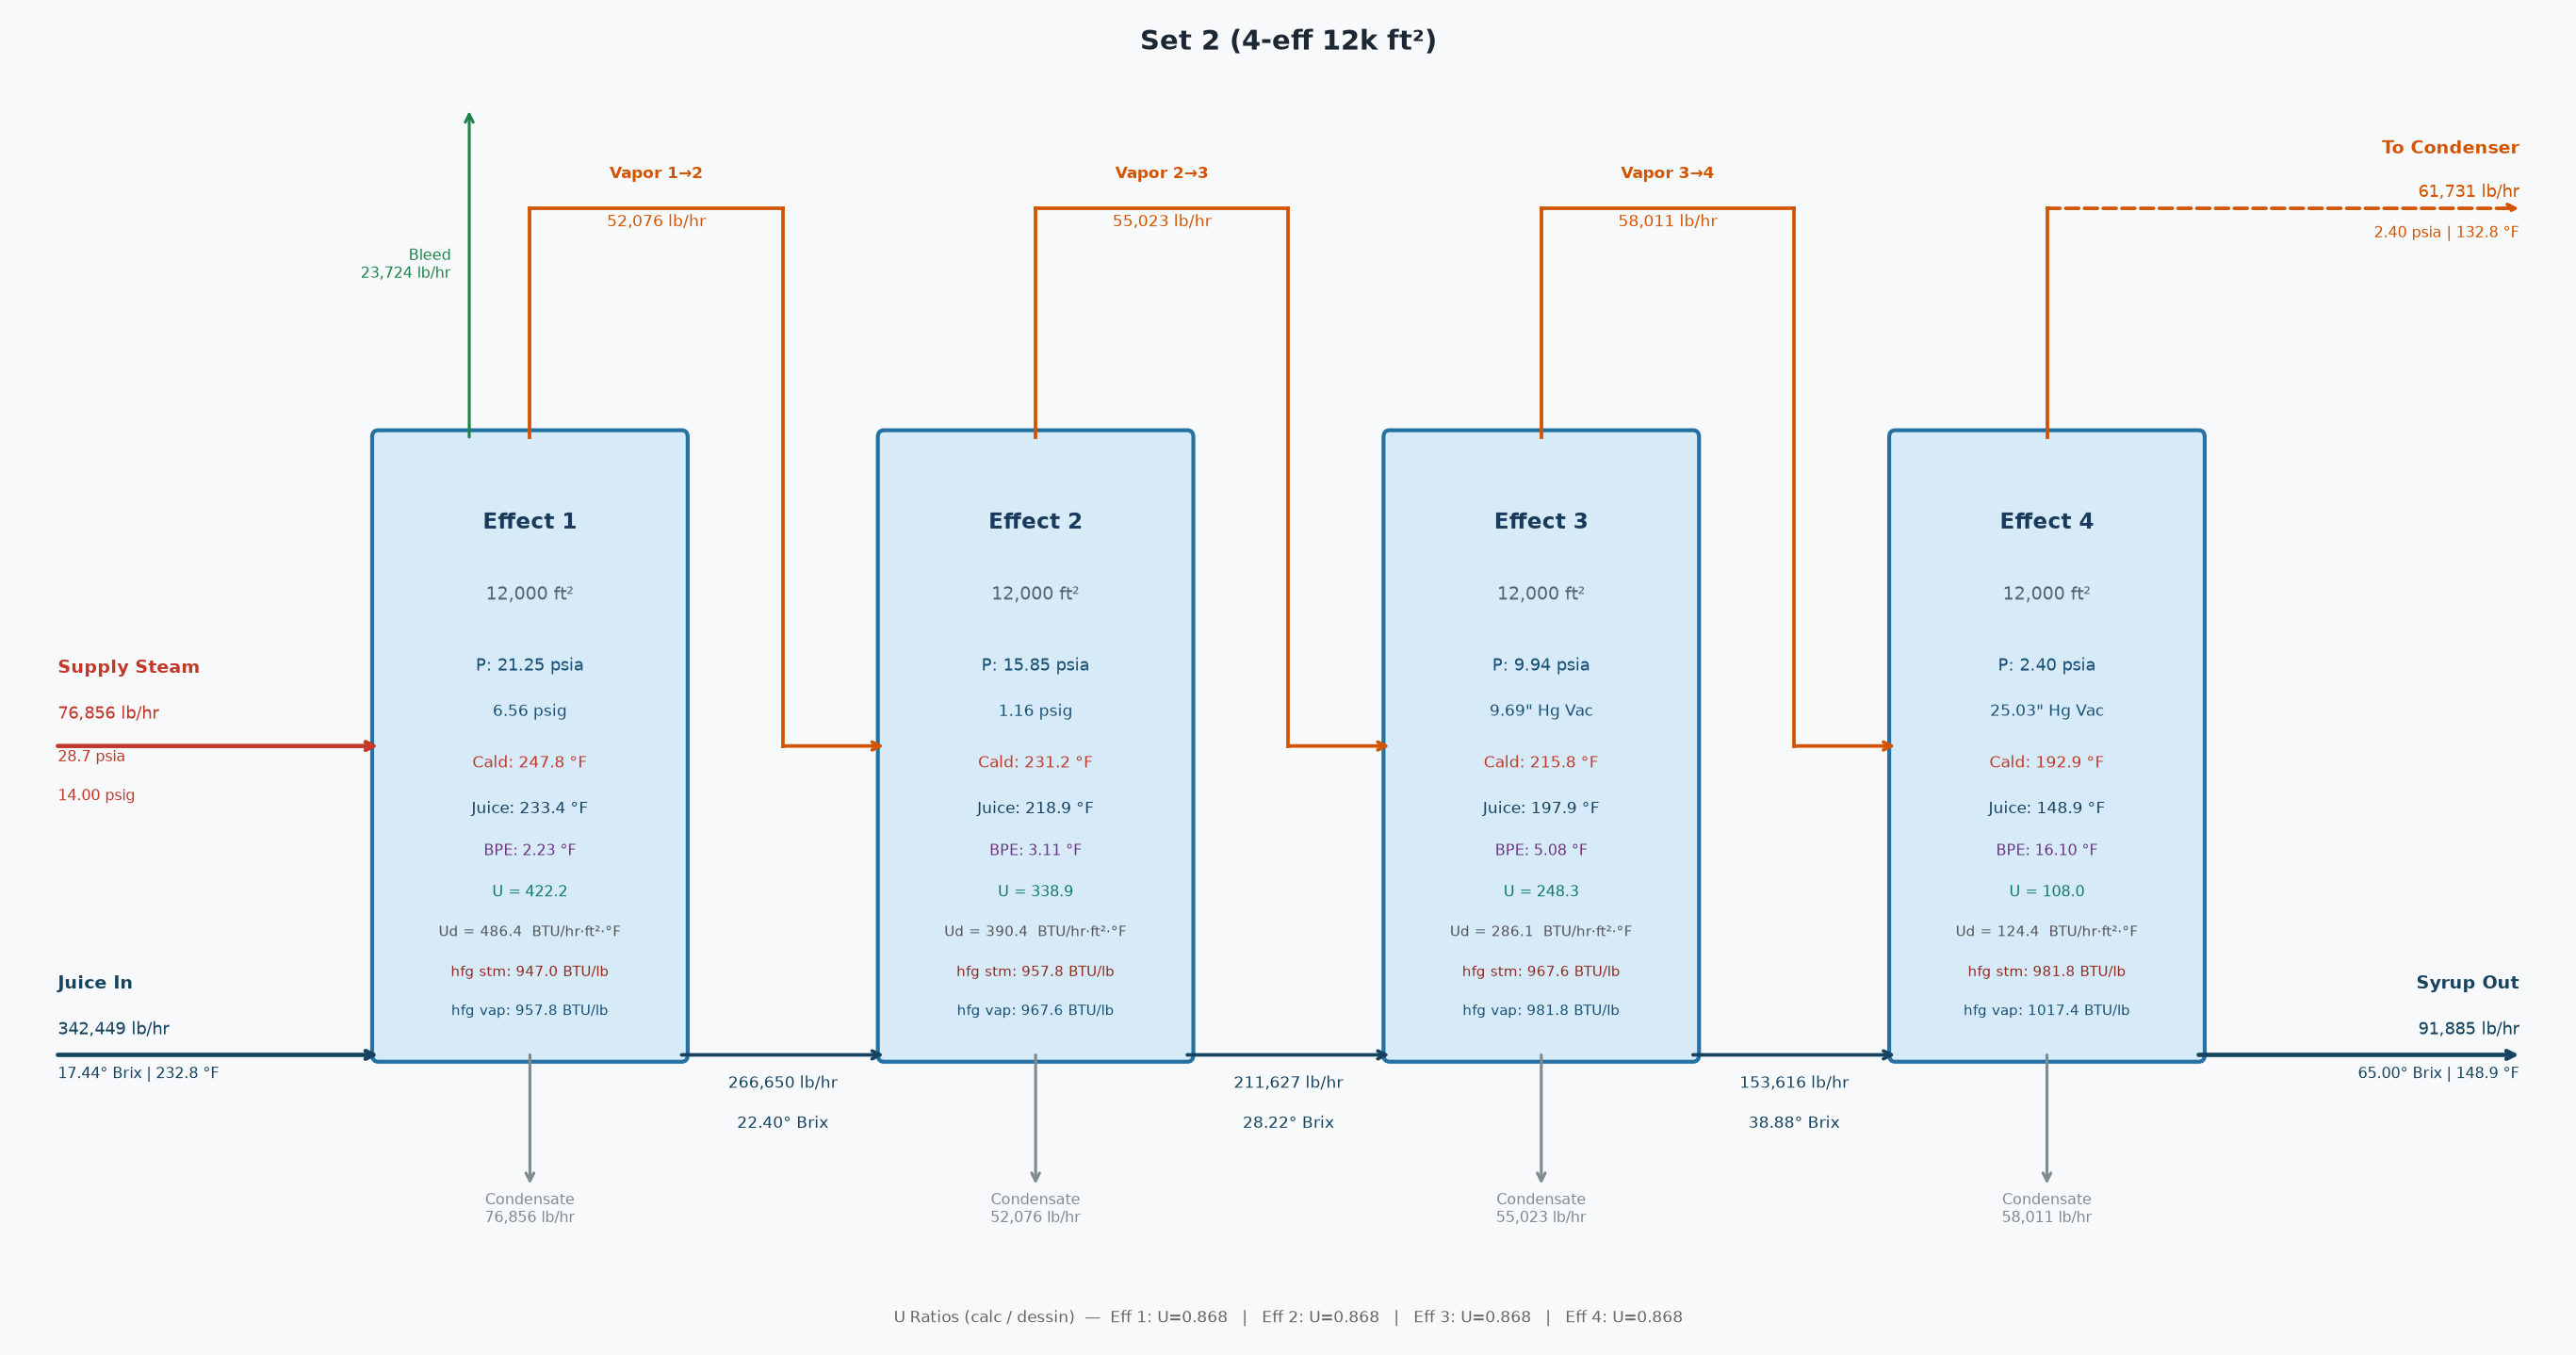 Set 2 (4-eff 12k ft²)
Bleed
23,724 lb/hr
Vapor 1→2
52,076 lb/hr
Vapor 2→3
55,023 lb/hr
Vapor 3→4
58,011 lb/hr
To Condenser
61,731 lb/hr
2.40 psia | 132.8 °F
Supply Steam
76,856 lb/hr
28.7 psia
14.00 psig
Juice In
342,449 lb/hr
17.44° Brix | 232.8 °F
Effect 1
12,000 ft²
P: 21.25 psia
6.56 psig
Cald: 247.8 °F
Juice: 233.4 °F
BPE: 2.23 °F
U = 422.2
Ud = 486.4 BTU/hr·ft²·°F
hfg stm: 947.0 BTU/lb
hfg vap: 957.8 BTU/lb
Condensate
76,856 lb/hr
266,650 lb/hr
22.40° Brix
Effect 2
12,000 ft²
P: 15.85 psia
1.16 psig
Cald: 231.2 °F
Juice: 218.9 °F
BPE: 3.11 °F
U = 338.9
Ud = 390.4 BTU/hr·ft²·°F
hfg stm: 957.8 BTU/lb
hfg vap: 967.6 BTU/lb
Condensate
52,076 lb/hr
211,627 lb/hr
28.22° Brix
Effect 3
12,000 ft²
P: 9.94 psia
9.69" Hg Vac
Cald: 215.8 °F
Juice: 197.9 °F
BPE: 5.08 °F
U = 248.3
Ud = 286.1 BTU/hr·ft²·°F
hfg stm: 967.6 BTU/lb
hfg vap: 981.8 BTU/lb
Condensate
55,023 lb/hr
153,616 lb/hr
38.88° Brix
Effect 4
12,000 ft²
P: 2.40 psia
25.03" Hg Vac
Cald: 192.9 °F
Juice: 148.9 °F
BPE: 16.10 °F
U = 108.0
Ud = 124.4 BTU/hr·ft²·°F
hfg stm: 981.8 BTU/lb
hfg vap: 1017.4 BTU/lb
Condensate
58,011 lb/hr
Syrup Out
91,885 lb/hr
65.00° Brix | 148.9 °F
U Ratios (calc / dessin) — Eff 1: U=0.868 | Eff 2: U=0.868 | Eff 3: U=0.868 | Eff 4: U=0.868